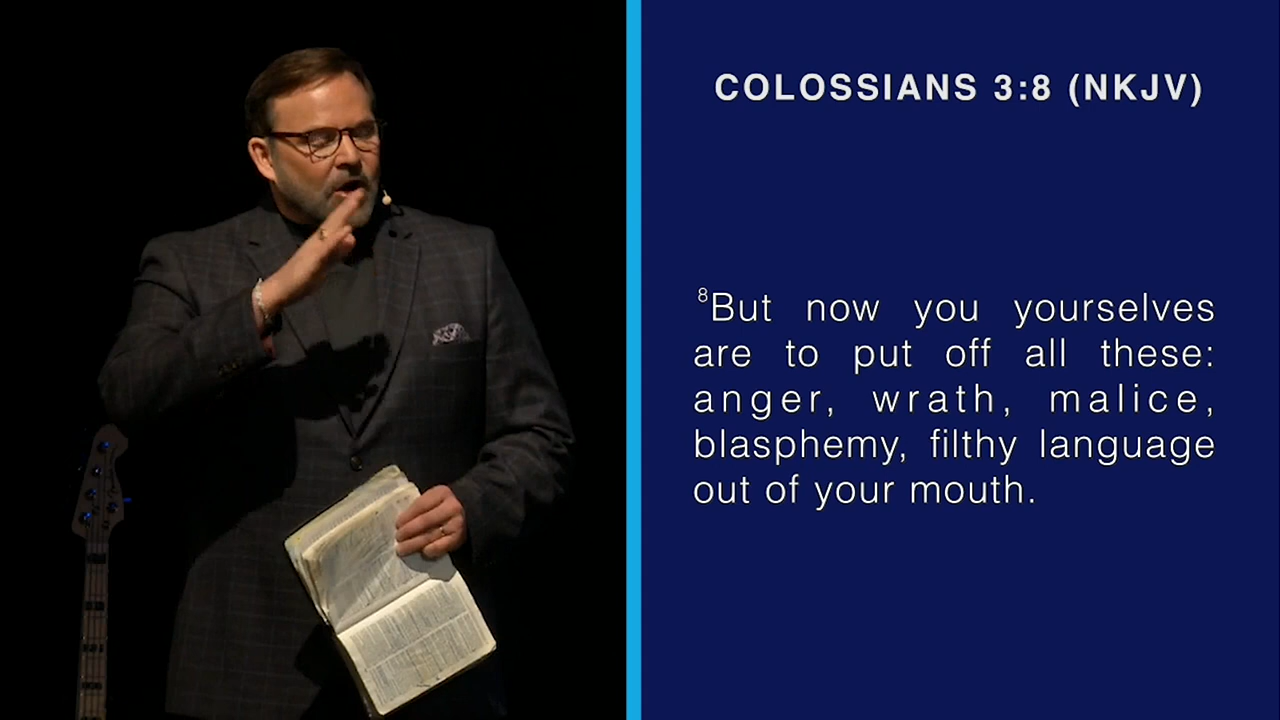 COLOSSIANS 3:8 (NKJV)
⁸But now you yourselves
are to put off all these:
anger, wrath, malice,
blasphemy, filthy language
out of your mouth.